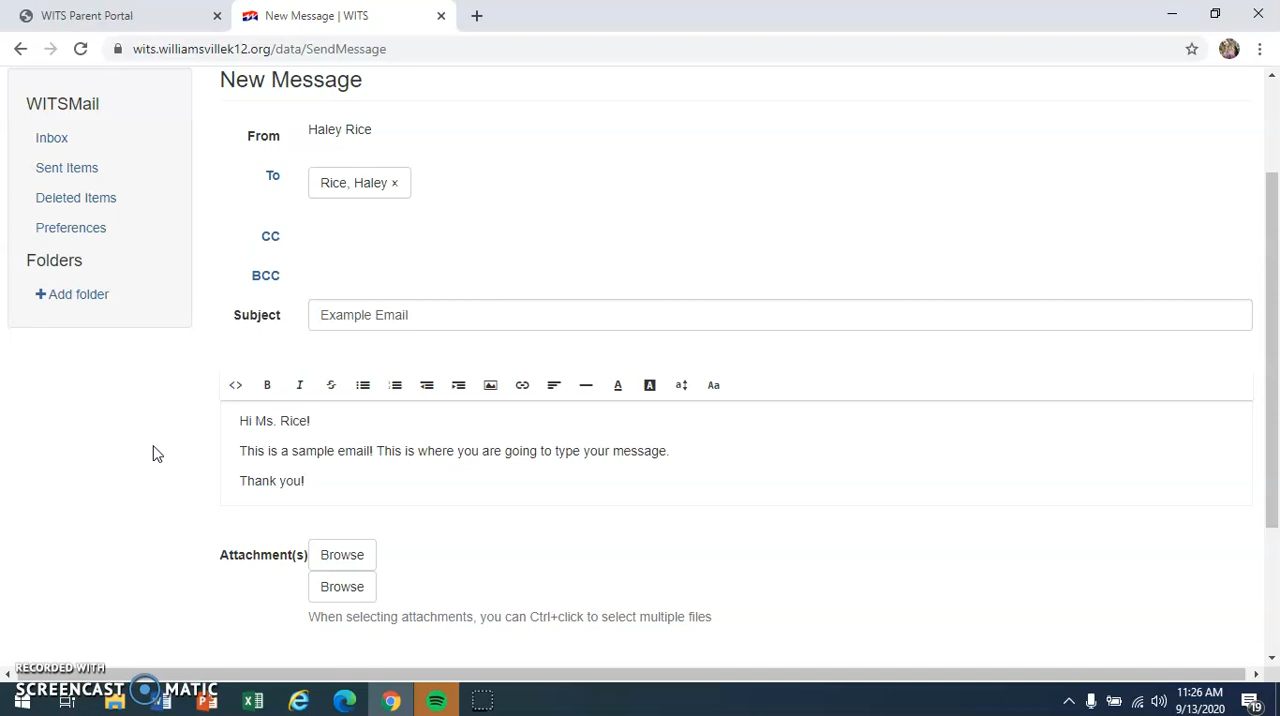 WITS Parent Portal
New Message | WITS
wits.williamsvillek12.org/data/SendMessage
New Message
WITSMail
Inbox
Sent Items
Deleted Items
Preferences
Folders
Add folder
From Haley Rice
To Rice, Haley ×
CC
BCC
Subject Example Email
<> B I S A A a Aa
Hi Ms. Rice!
This is a sample email! This is where you are going to type your message.
Thank you!
Attachment(s) Browse
Browse
When selecting attachments, you can Ctrl+click to select multiple files
RECORDED WITH
SCREENCAST MATIC
11:26 AM
9/13/2020
19